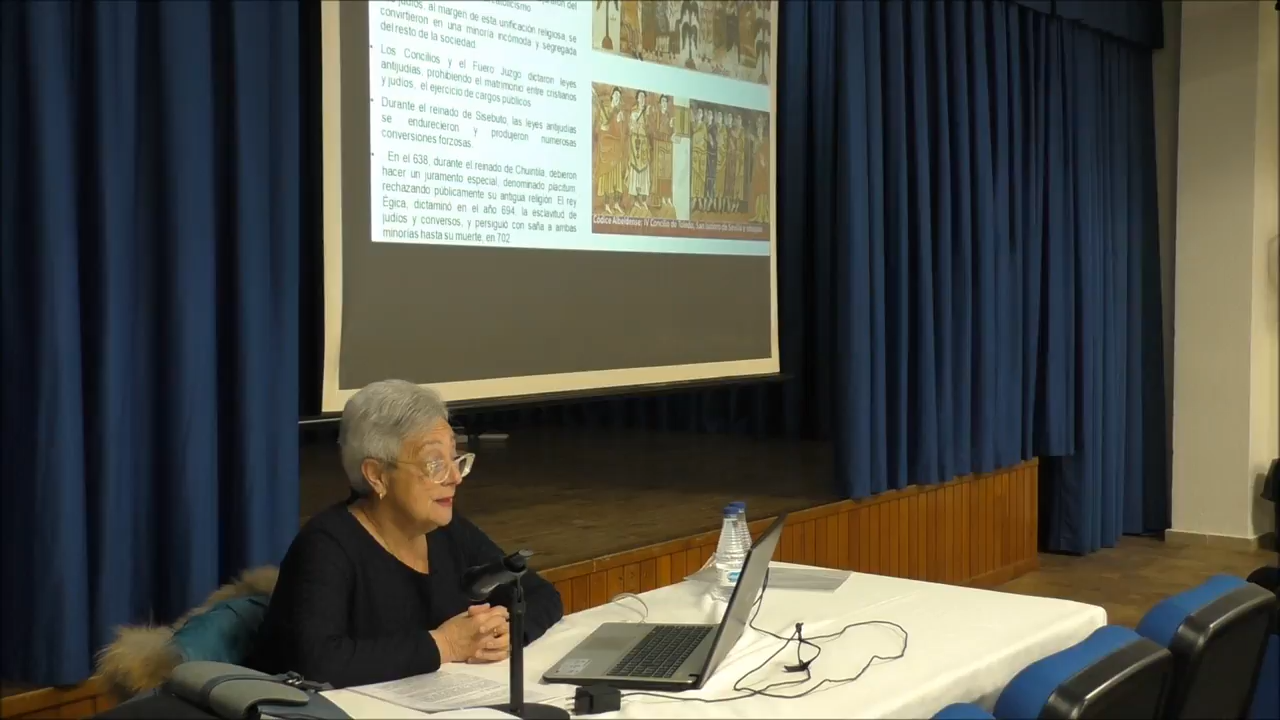 judíos, al margen de esta unificación religiosa, se
convirtieron en una minoría incómoda y segregada
del resto de la sociedad.
Los Concilios y el Fuero Juzgo dictaron leyes
antijudías, prohibiendo el matrimonio entre cristianos
y judíos, el ejercicio de cargos públicos
Durante el reinado de Sisebuto, las leyes antijudías
se endurecieron y produjeron numerosas
conversiones forzosas.
En el 638, durante el reinado de Chuintila, debieron
hacer un juramento especial, denominado placitum,
rechazando públicamente su antigua religión. El rey
Égica, dictaminó en el año 694, la esclavitud de
judíos y conversos, y persiguió con saña a ambas
minorías hasta su muerte, en 702.
Códice Albeldense: IV Concilio de Toledo, San Isidoro de Sevilla y obispos